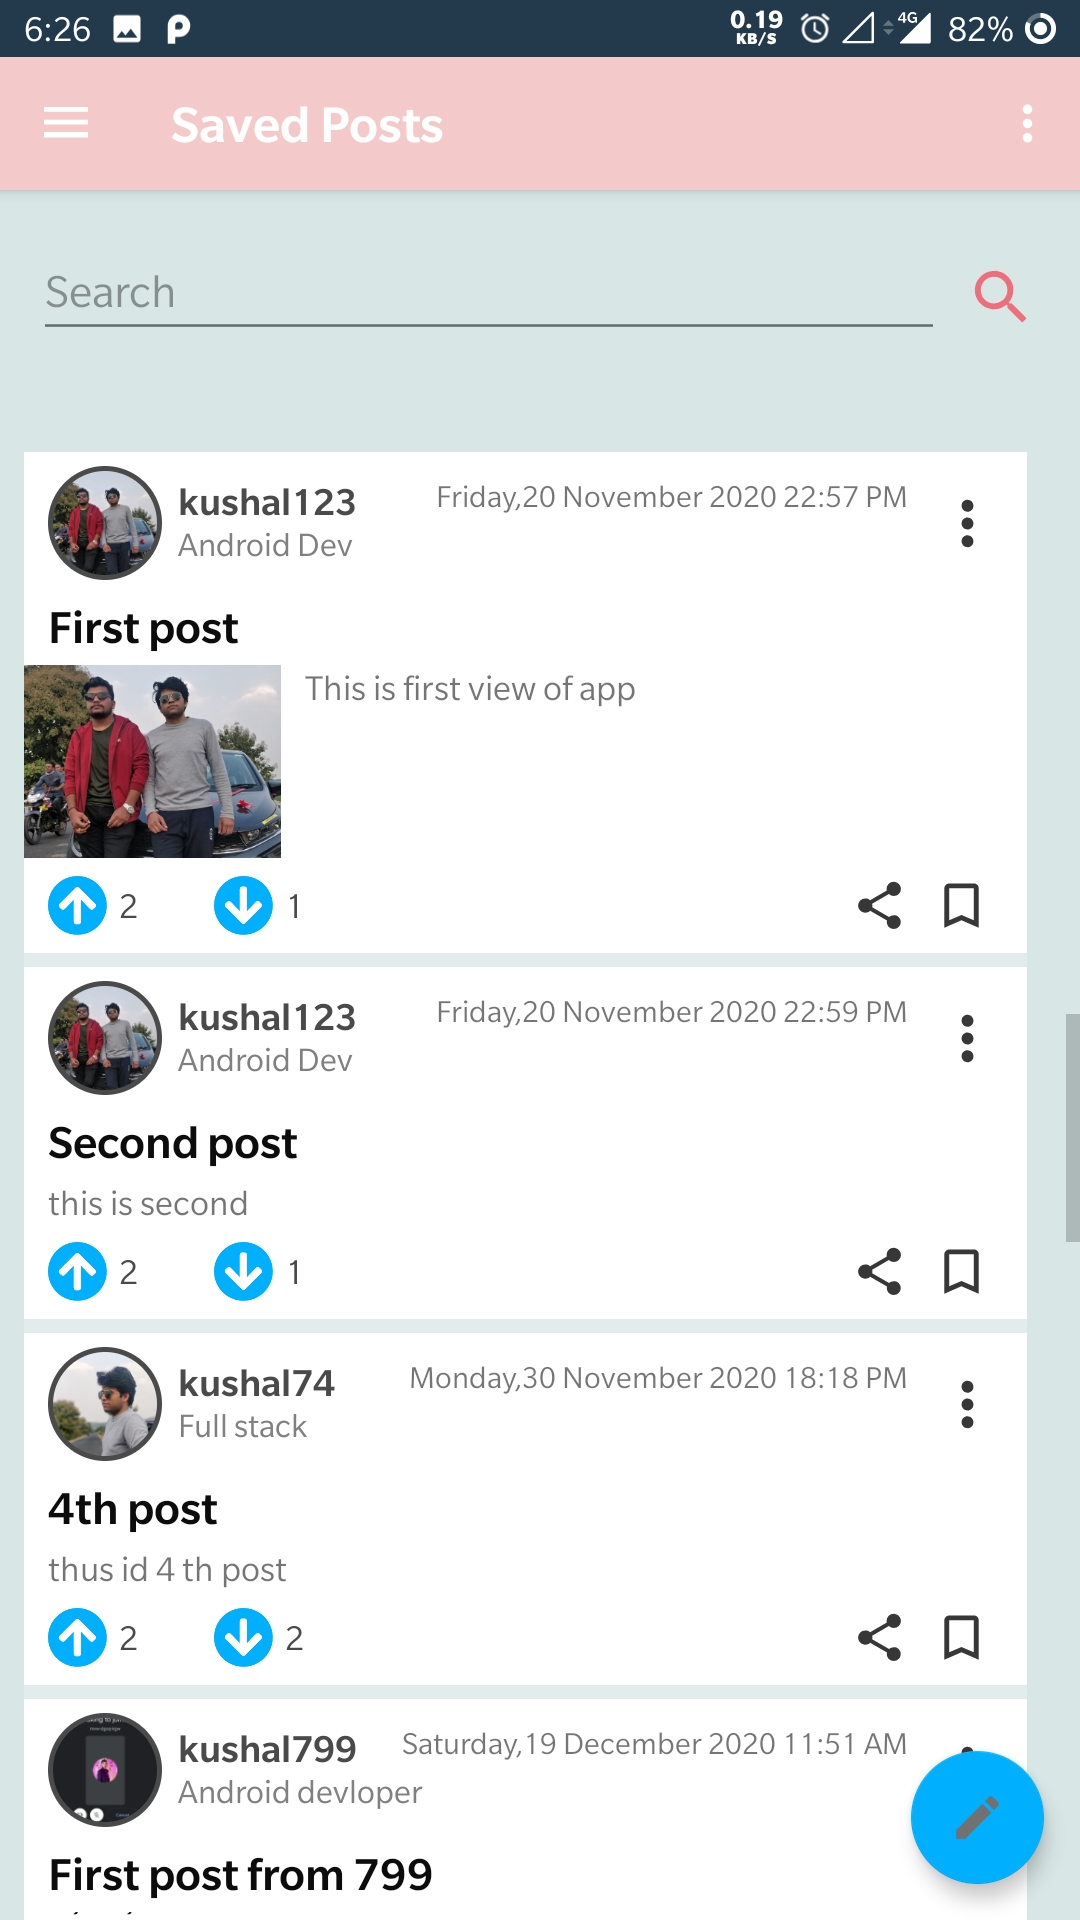 6:26 0.19 KB/S 4G 82%
Saved Posts
Search
kushal123 Friday,20 November 2020 22:57 PM
Android Dev
First post
This is first view of app
2 1
kushal123 Friday,20 November 2020 22:59 PM
Android Dev
Second post
this is second
2 1
kushal74 Monday,30 November 2020 18:18 PM
Full stack
4th post
thus id 4 th post
2 2
kushal799 Saturday,19 December 2020 11:51 AM
Android devloper
First post from 799